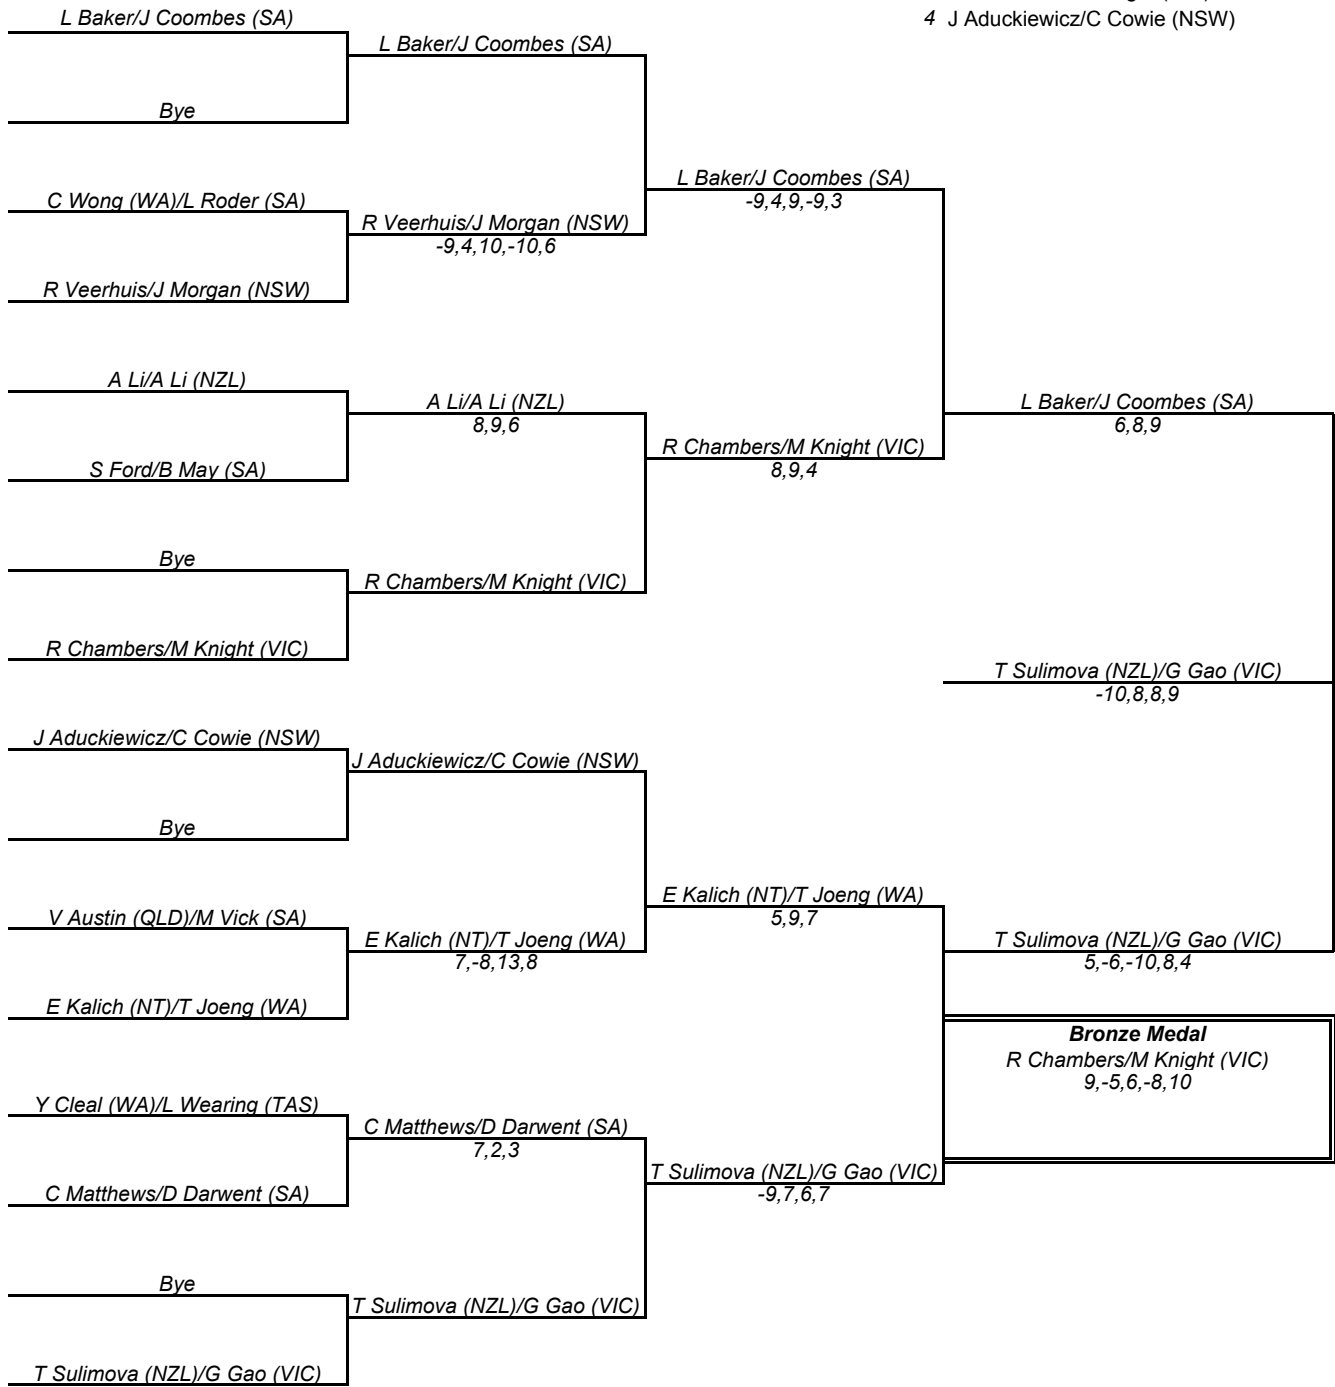 4 J Aduckiewicz/C Cowie (NSW)
L Baker/J Coombes (SA)
L Baker/J Coombes (SA)
Bye
L Baker/J Coombes (SA)
-9,4,9,-9,3
C Wong (WA)/L Roder (SA)
R Veerhuis/J Morgan (NSW)
-9,4,10,-10,6
R Veerhuis/J Morgan (NSW)
A Li/A Li (NZL)
A Li/A Li (NZL)
8,9,6
L Baker/J Coombes (SA)
6,8,9
R Chambers/M Knight (VIC)
8,9,4
S Ford/B May (SA)
Bye
R Chambers/M Knight (VIC)
R Chambers/M Knight (VIC)
T Sulimova (NZL)/G Gao (VIC)
-10,8,8,9
J Aduckiewicz/C Cowie (NSW)
J Aduckiewicz/C Cowie (NSW)
Bye
E Kalich (NT)/T Joeng (WA)
5,9,7
V Austin (QLD)/M Vick (SA)
E Kalich (NT)/T Joeng (WA)
7,-8,13,8
T Sulimova (NZL)/G Gao (VIC)
5,-6,-10,8,4
E Kalich (NT)/T Joeng (WA)
Bronze Medal
R Chambers/M Knight (VIC)
9,-5,6,-8,10
Y Cleal (WA)/L Wearing (TAS)
C Matthews/D Darwent (SA)
7,2,3
T Sulimova (NZL)/G Gao (VIC)
-9,7,6,7
C Matthews/D Darwent (SA)
Bye
T Sulimova (NZL)/G Gao (VIC)
T Sulimova (NZL)/G Gao (VIC)